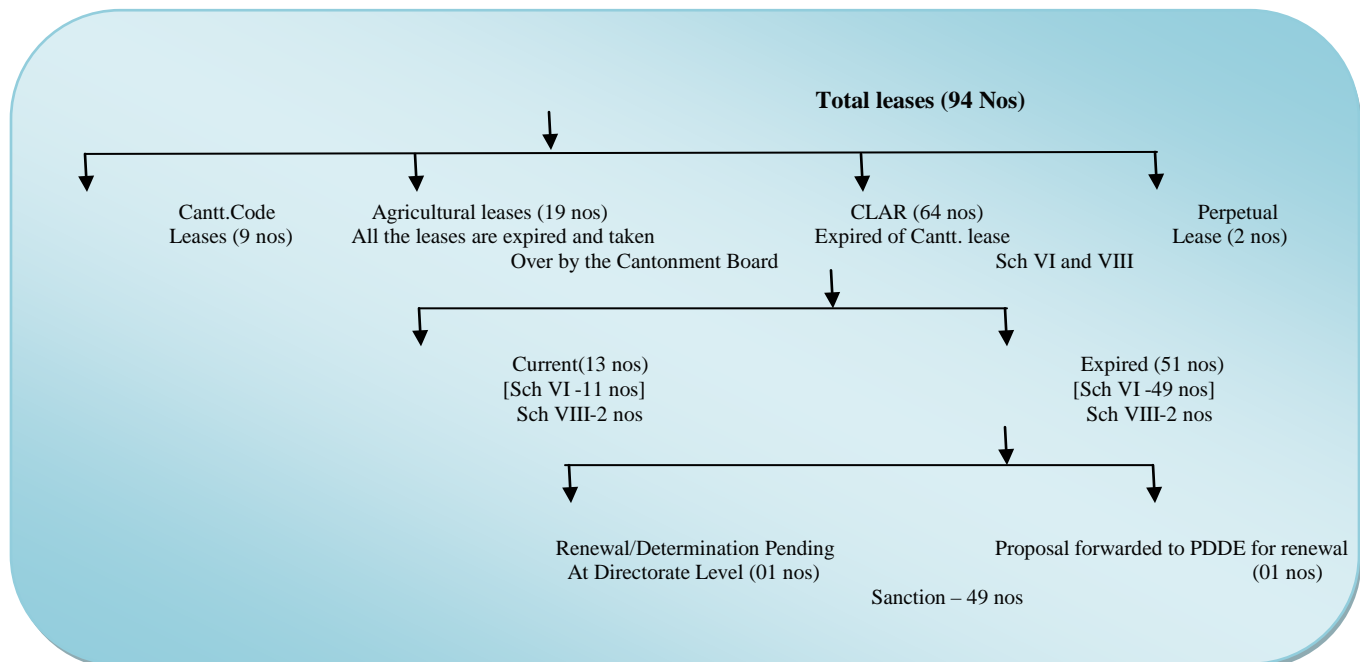 Total leases (94 Nos)
Cantt.Code
Leases (9 nos)
Agricultural leases (19 nos)
All the leases are expired and taken
Over by the Cantonment Board
CLAR (64 nos)
Expired of Cantt. lease
Sch VI and VIII
Perpetual
Lease (2 nos)
Current(13 nos)
[Sch VI -11 nos]
Sch VIII-2 nos
Expired (51 nos)
[Sch VI -49 nos]
Sch VIII-2 nos
Renewal/Determination Pending
At Directorate Level (01 nos)
Proposal forwarded to PDDE for renewal
(01 nos)
Sanction – 49 nos